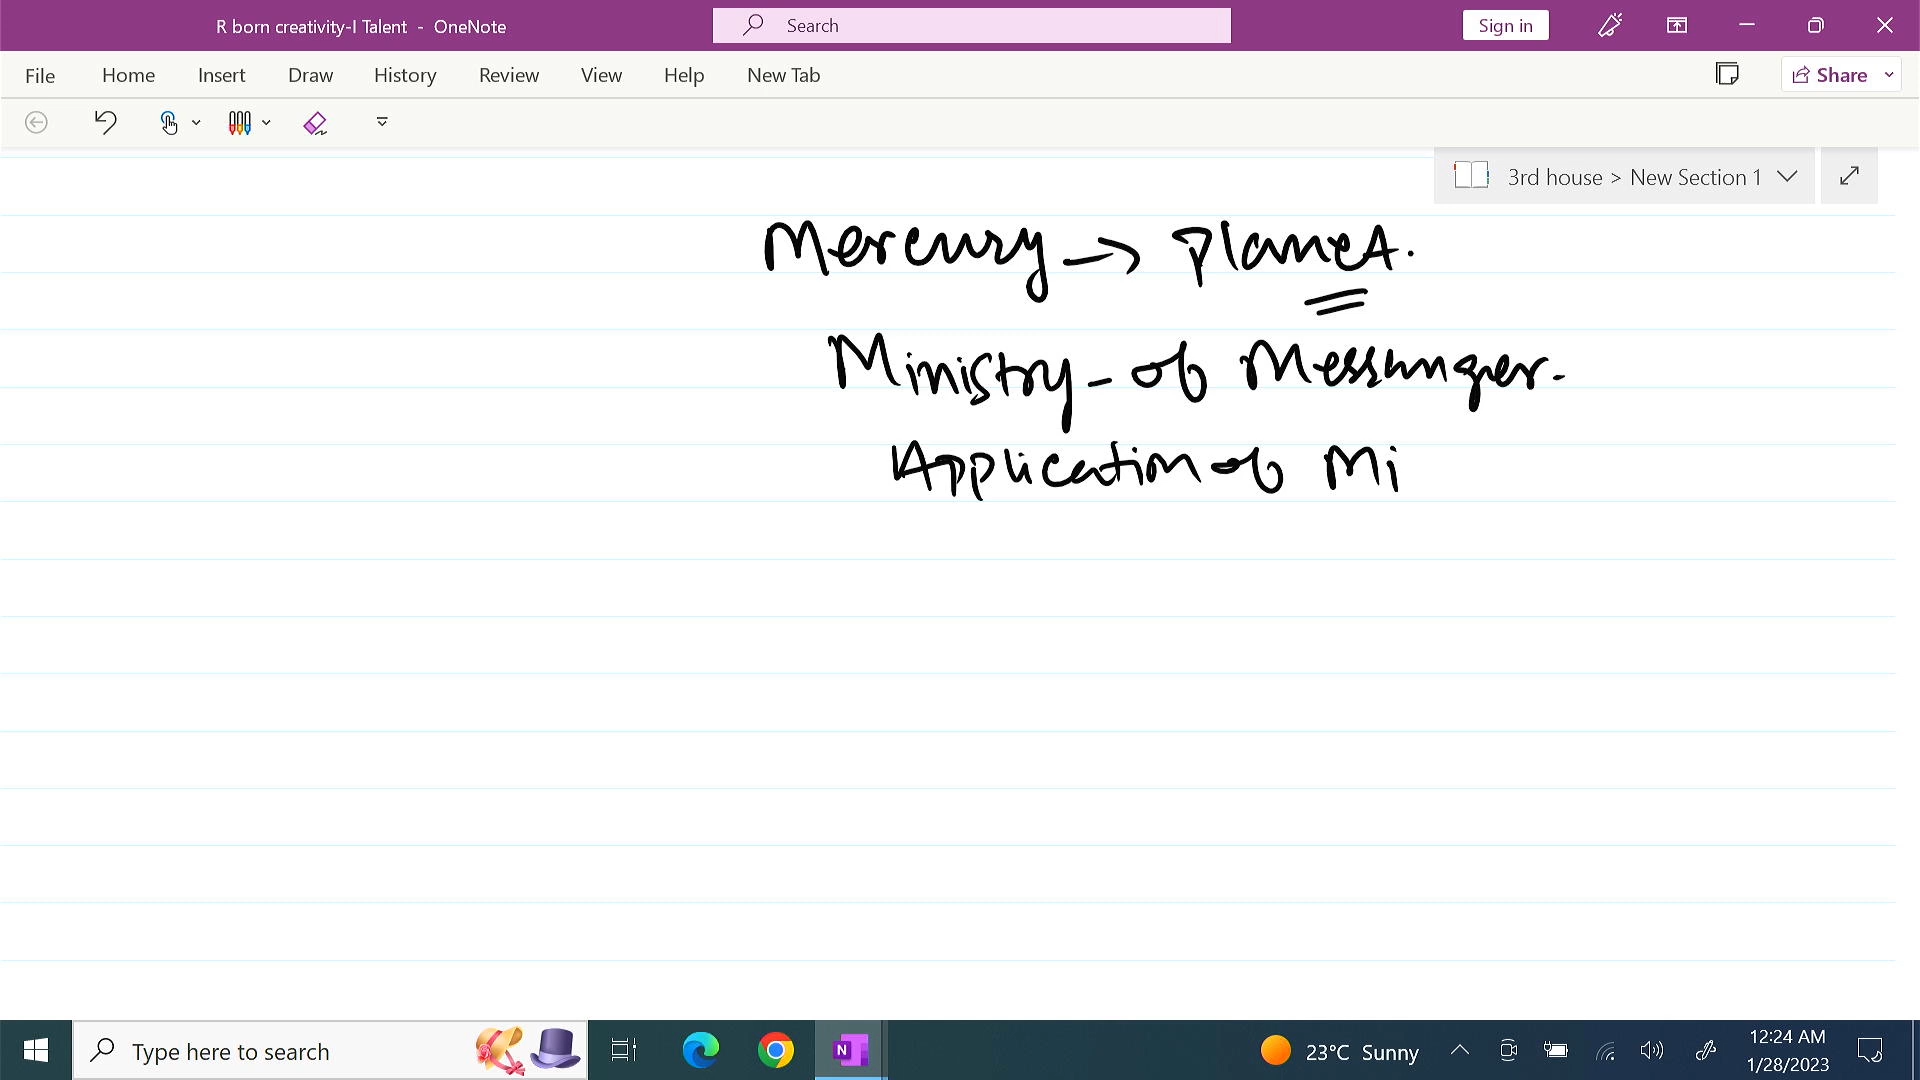 R born creativity-I Talent - OneNote
Search
Sign in
File Home Insert Draw History Review View Help New Tab
Share
3rd house > New Section 1
Mercury → Planet.
Ministry - of Messunger.
Application of Mi
Type here to search
N
23°C Sunny
12:24 AM
1/28/2023